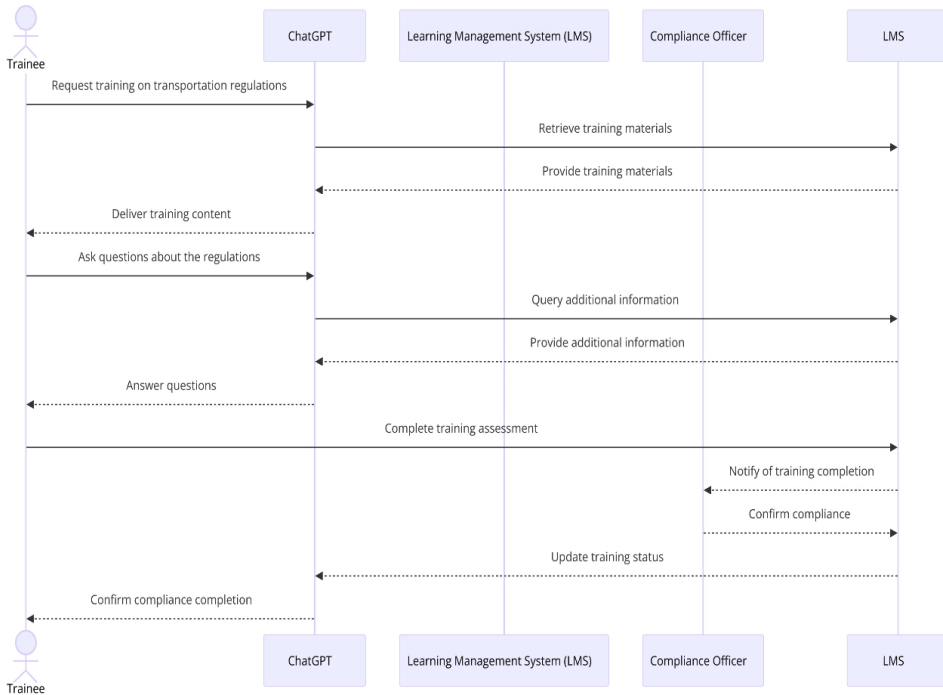 ChatGPT
Learning Management System (LMS)
Compliance Officer
LMS
Trainee
Request training on transportation regulations
Retrieve training materials
Provide training materials
Deliver training content
Ask questions about the regulations
Query additional information
Provide additional information
Answer questions
Complete training assessment
Notify of training completion
Confirm compliance
Update training status
Confirm compliance completion
ChatGPT
Learning Management System (LMS)
Compliance Officer
LMS
Trainee